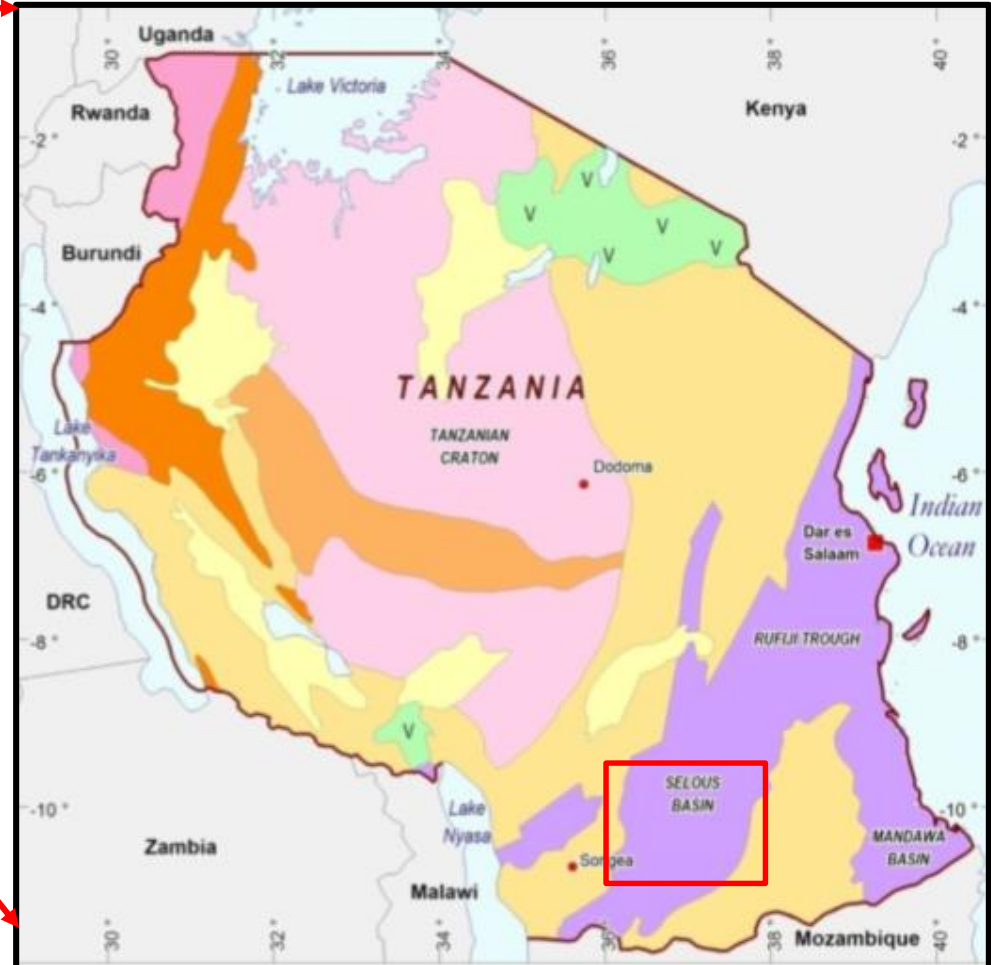 Uganda
30°
32°
34°
36°
38°
40°
Lake Victoria
Rwanda
Kenya
-2°
-2°
V
V
V
Burundi
V
V
-4°
-4°
TANZANIA
Lake
Tankanyika
TANZANIAN
CRATON
Dodoma
-6°
-6°
Indian
Ocean
Dar es
Salaam
DRC
-8°
RUFIJI TROUGH
-8°
V
SELOUS
BASIN
-10°
Lake
Nyasa
-10°
Zambia
MANDAWA
BASIN
Songea
Malawi
30°
32°
34°
36°
38°
Mozambique
40°